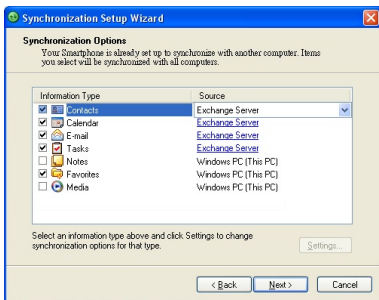 Synchronization Setup Wizard
Synchronization Options
Your Smartphone is already set up to synchronize with another computer. Items
you select will be synchronized with all computers.
Information Type Source
Contacts Exchange Server
Calendar Exchange Server
E-mail Exchange Server
Tasks Exchange Server
Notes Windows PC (This PC)
Favorites Windows PC (This PC)
Media Windows PC (This PC)
Select an information type above and click Settings to change
synchronization options for that type.
Settings...
< Back Next > Cancel